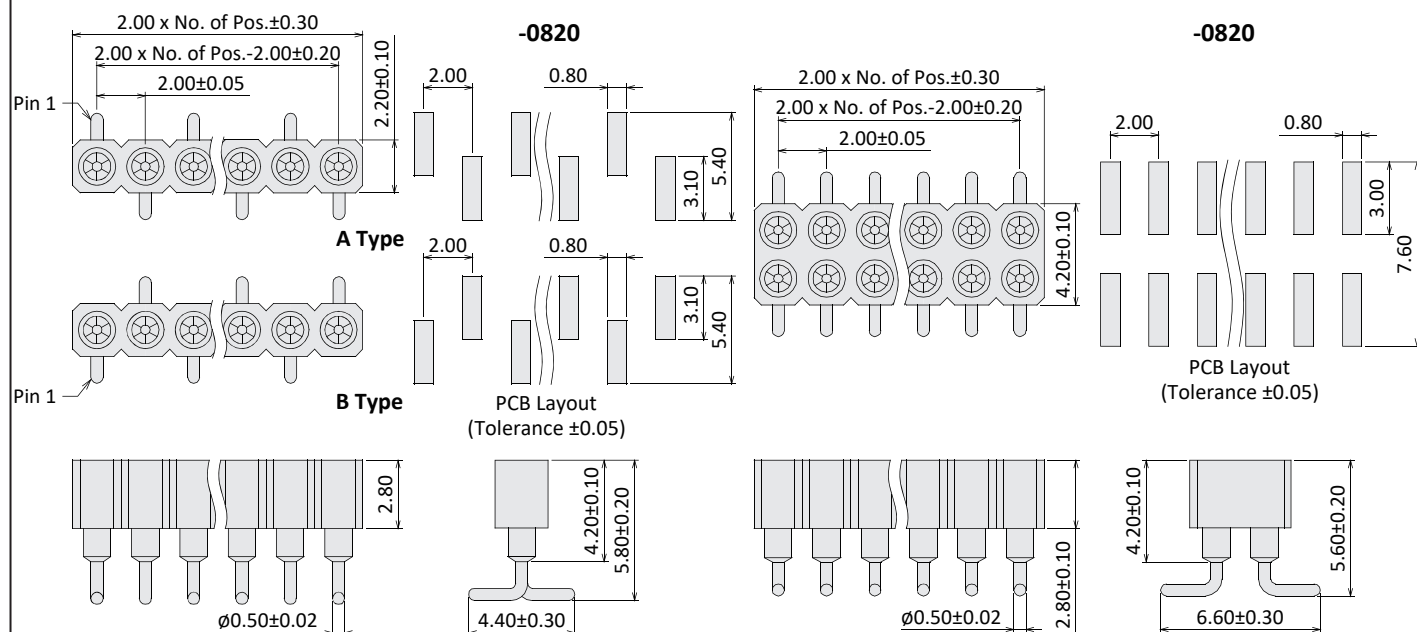 2.00 x No. of Pos.±0.30
2.00 x No. of Pos.-2.00±0.20
2.00±0.05
2.20±0.10
Pin 1
A Type
Pin 1
B Type
-0820
2.00
0.80
3.10
5.40
2.00
0.80
3.10
5.40
PCB Layout
(Tolerance ±0.05)
2.80
ø0.50±0.02
4.20±0.10
5.80±0.20
4.40±0.30
-0820
2.00 x No. of Pos.±0.30
2.00 x No. of Pos.-2.00±0.20
2.00±0.05
4.20±0.10
2.00
0.80
3.00
7.60
PCB Layout
(Tolerance ±0.05)
2.80±0.10
ø0.50±0.02
4.20±0.10
5.60±0.20
6.60±0.30